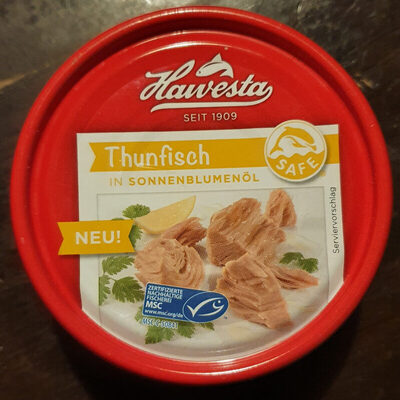 Hawesta
SEIT 1909
SAFE
Thunfisch
IN SONNENBLUMENÖL
NEU!
Serviervorschlag
ZERTIFIZIERTE
NACHHALTIGE
FISCHEREI
MSC
www.msc.org/de